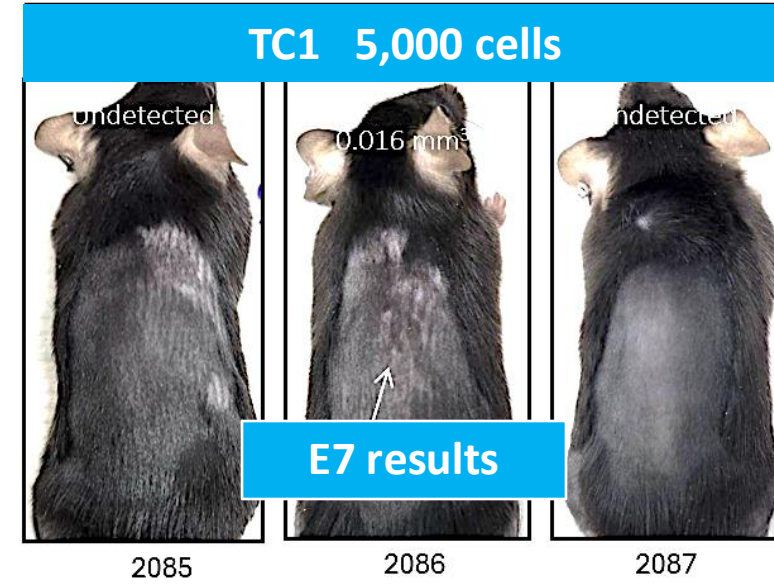 TC1 5,000 cells
Undetected
0.016 mm³
ndetected
E7 results
2085
2086
2087